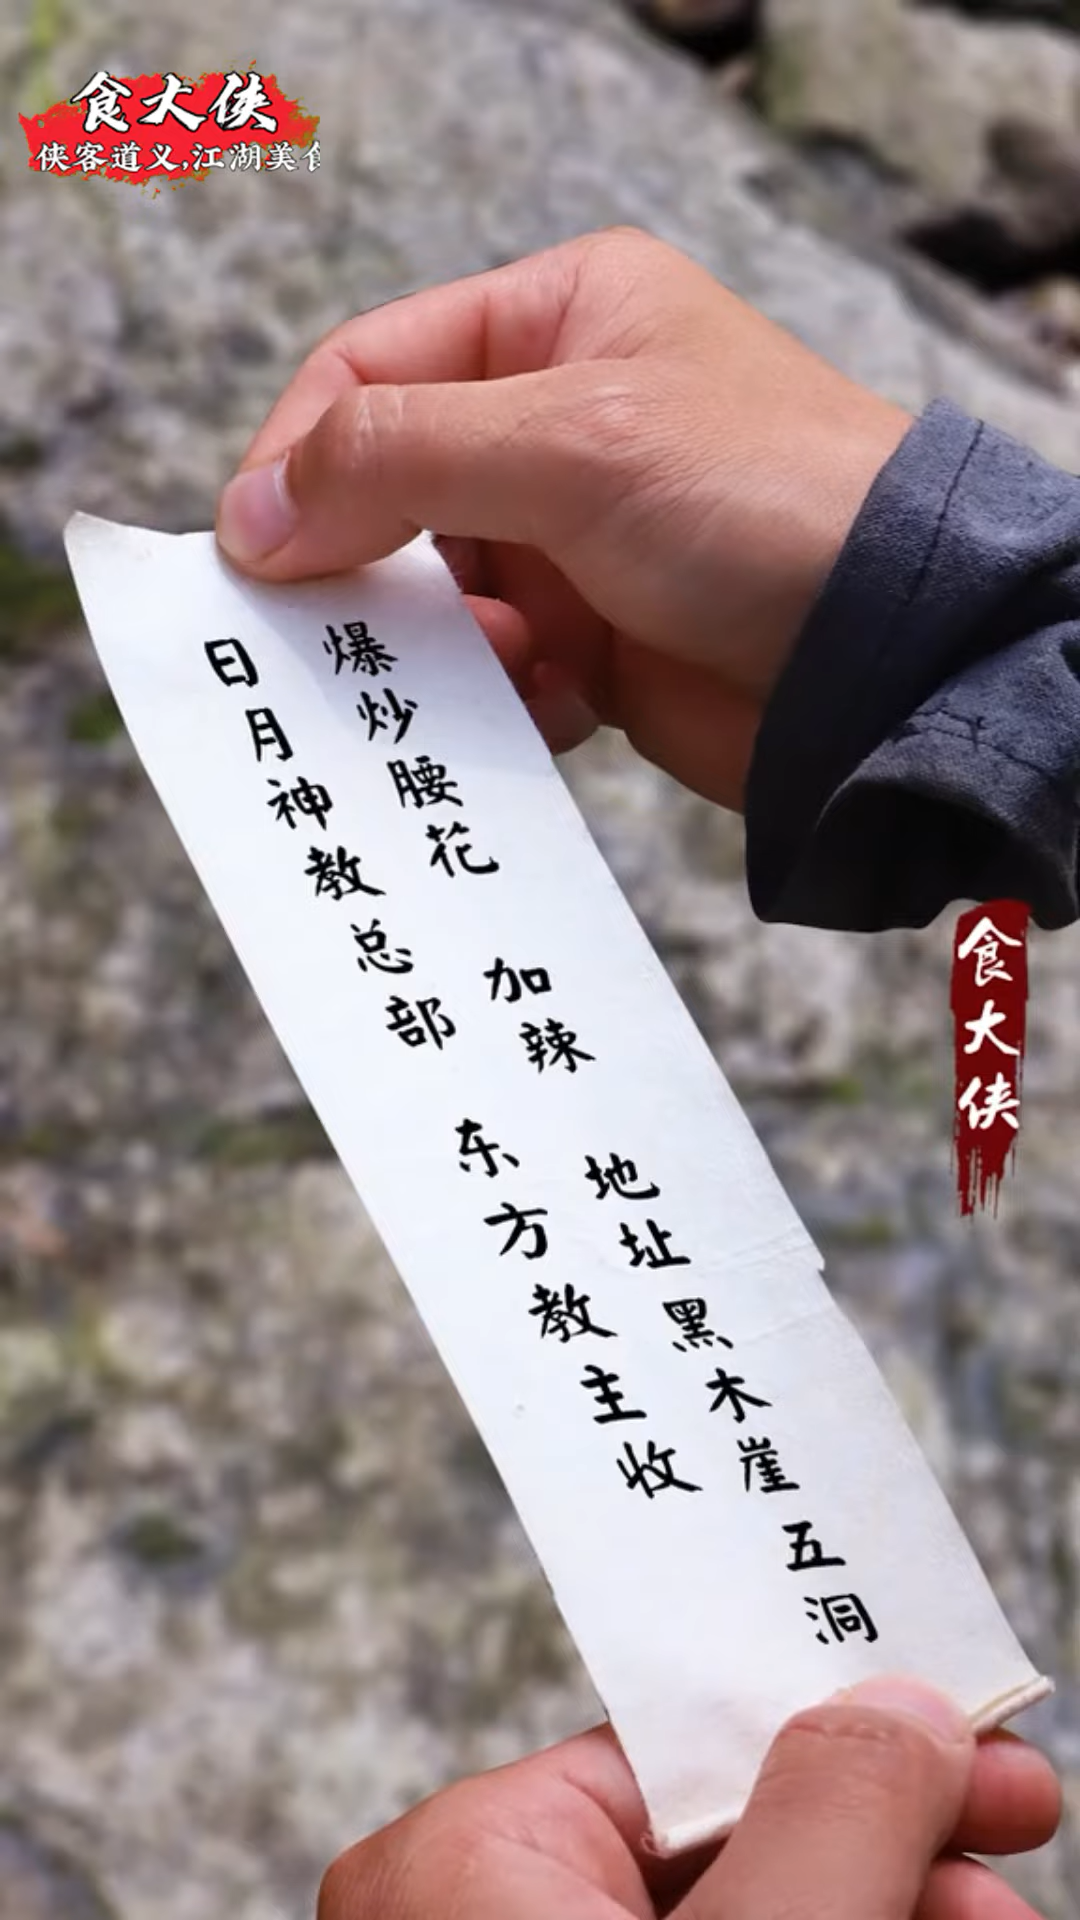 食大侠
侠客道义,江湖美食
爆炒腰花 加辣 地址黑木崖五洞
日月神教总部 东方教主收
食大侠